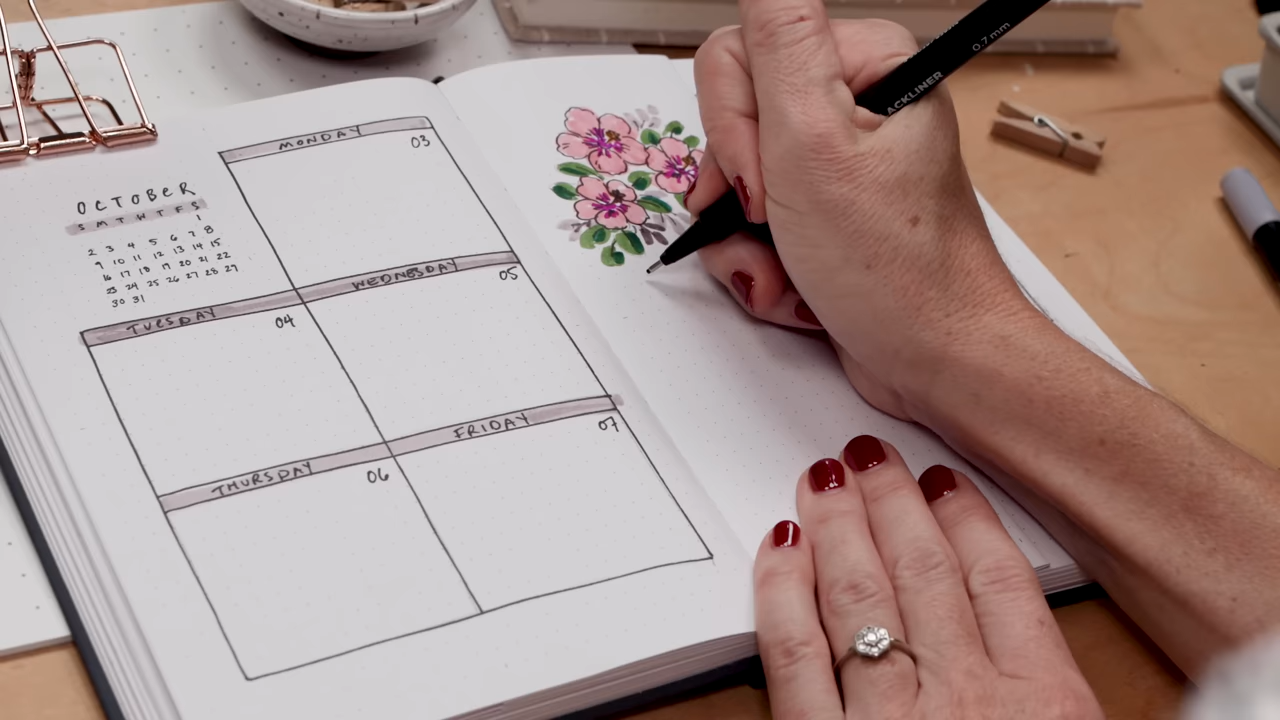 OCTOBER
S M T W T F S
1
2 3 4 5 6 7 8
9 10 11 12 13 14 15
16 17 18 19 20 21 22
23 24 25 26 27 28 29
30 31
MONDAY
03
TUESDAY
04
WEDNESDAY
05
THURSDAY
06
FRIDAY
07
ACKLINER 0.7mm